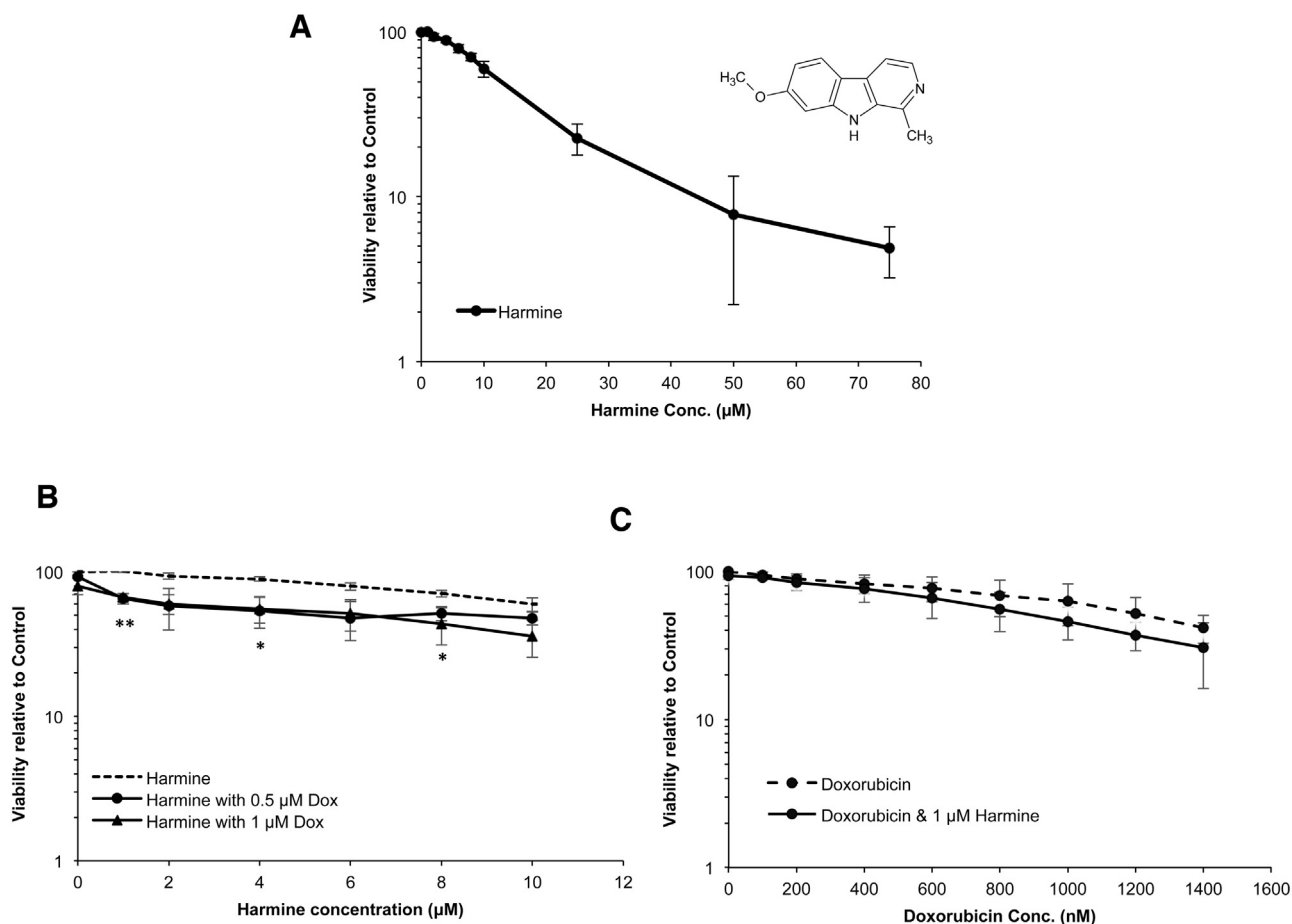 A
Viability relative to Control
100
10
1
0 10 20 30 40 50 60 70 80
Harmine Conc. (µM)
Harmine
H₃C
O
N
H
N
CH₃
B
Viability relative to Control
100
10
1
**
*
*
Harmine
Harmine with 0.5 µM Dox
Harmine with 1 µM Dox
0 2 4 6 8 10 12
Harmine concentration (µM)
C
Viability relative to Control
100
10
1
Doxorubicin
Doxorubicin & 1 µM Harmine
0 200 400 600 800 1000 1200 1400 1600
Doxorubicin Conc. (nM)